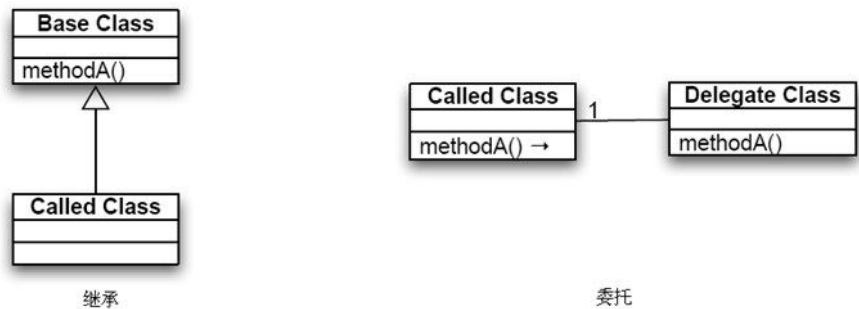 Base Class
methodA()
Called Class
继承
Called Class
methodA() →
1
Delegate Class
methodA()
委托